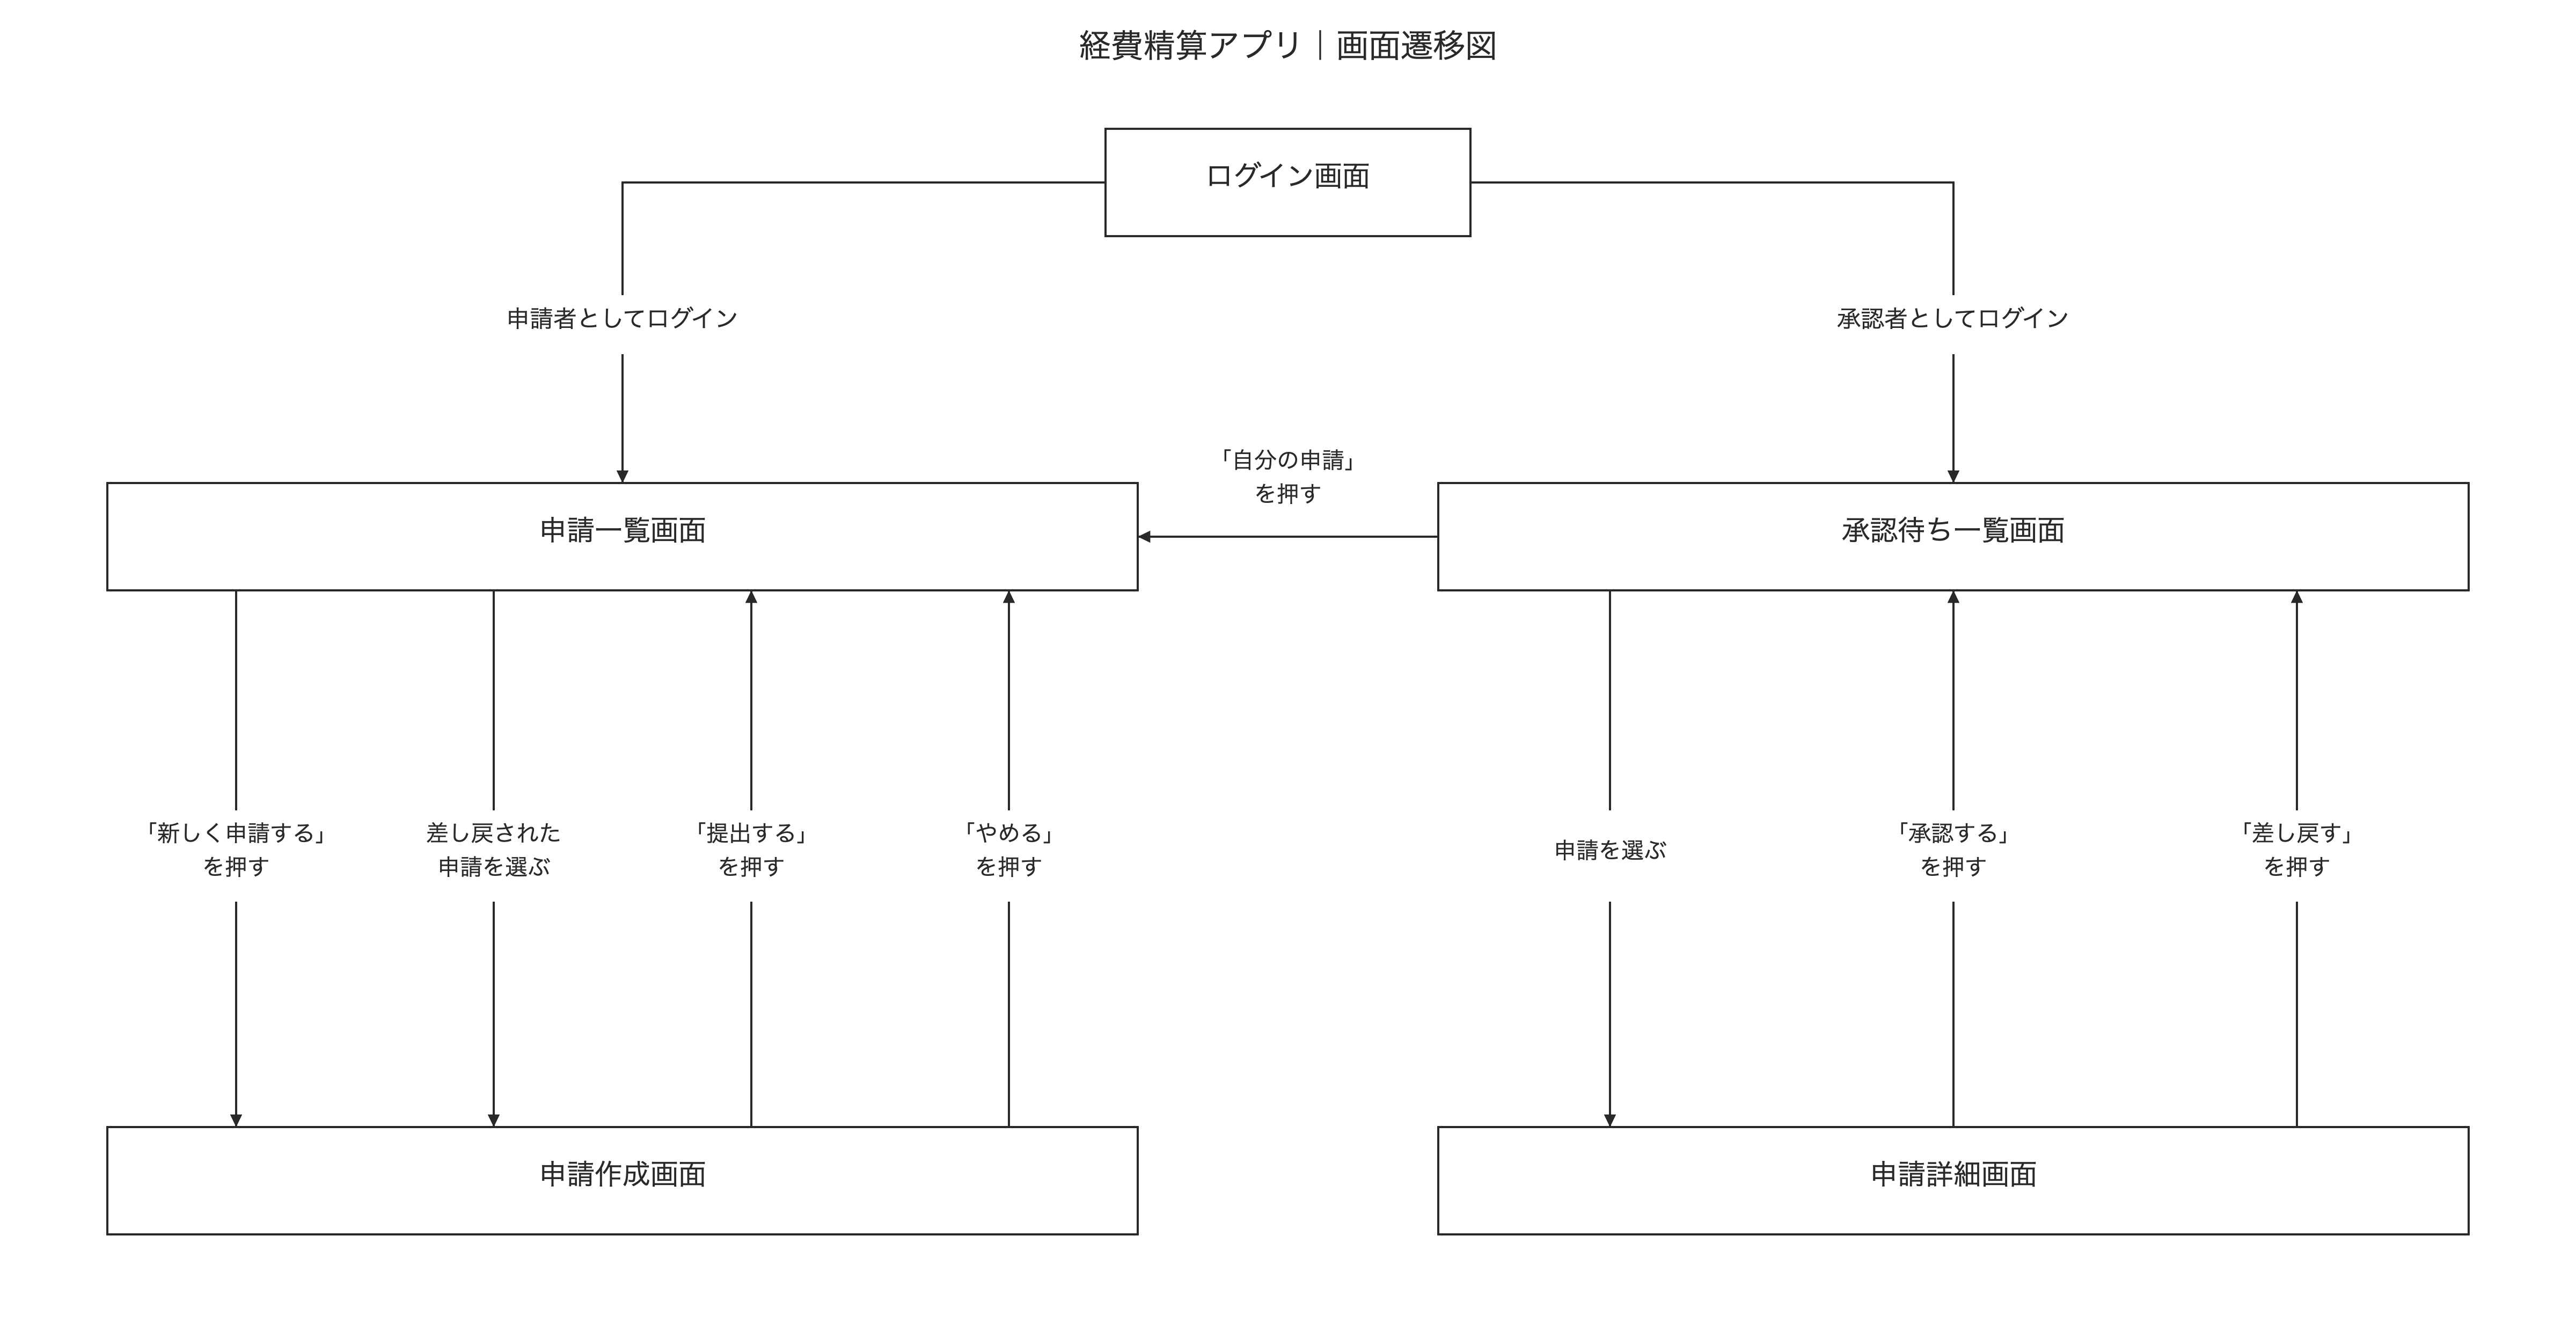 経費精算アプリ｜画面遷移図
ログイン画面
申請者としてログイン
承認者としてログイン
「自分の申請」
を押す
申請一覧画面
承認待ち一覧画面
「新しく申請する」
を押す
差し戻された
申請を選ぶ
「提出する」
を押す
「やめる」
を押す
申請を選ぶ
「承認する」
を押す
「差し戻す」
を押す
申請作成画面
申請詳細画面